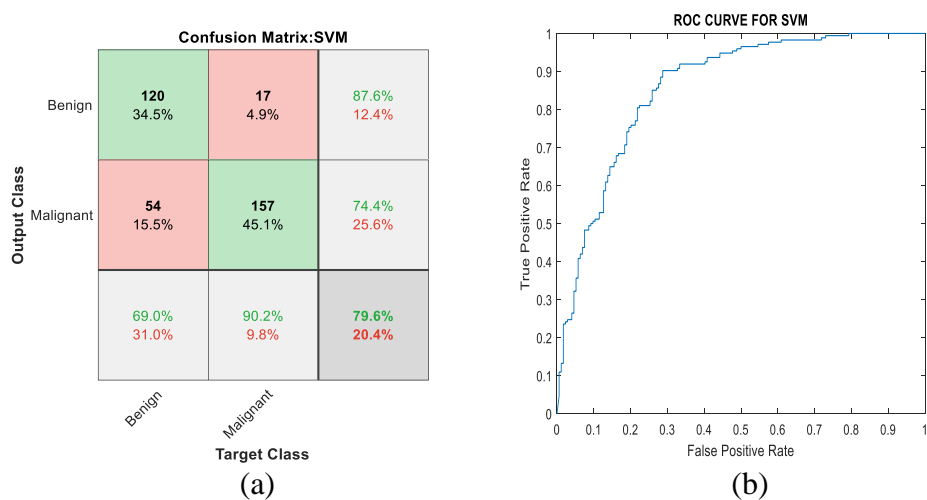 Confusion Matrix:SVM
Benign
120
34.5%
17
4.9%
87.6%
12.4%
Malignant
54
15.5%
157
45.1%
74.4%
25.6%
69.0%
31.0%
90.2%
9.8%
79.6%
20.4%
Output Class
Benign
Malignant
Target Class
(a)
ROC CURVE FOR SVM
1
0.9
0.8
0.7
0.6
0.5
0.4
0.3
0.2
0.1
0
True Positive Rate
0 0.1 0.2 0.3 0.4 0.5 0.6 0.7 0.8 0.9 1
False Positive Rate
(b)